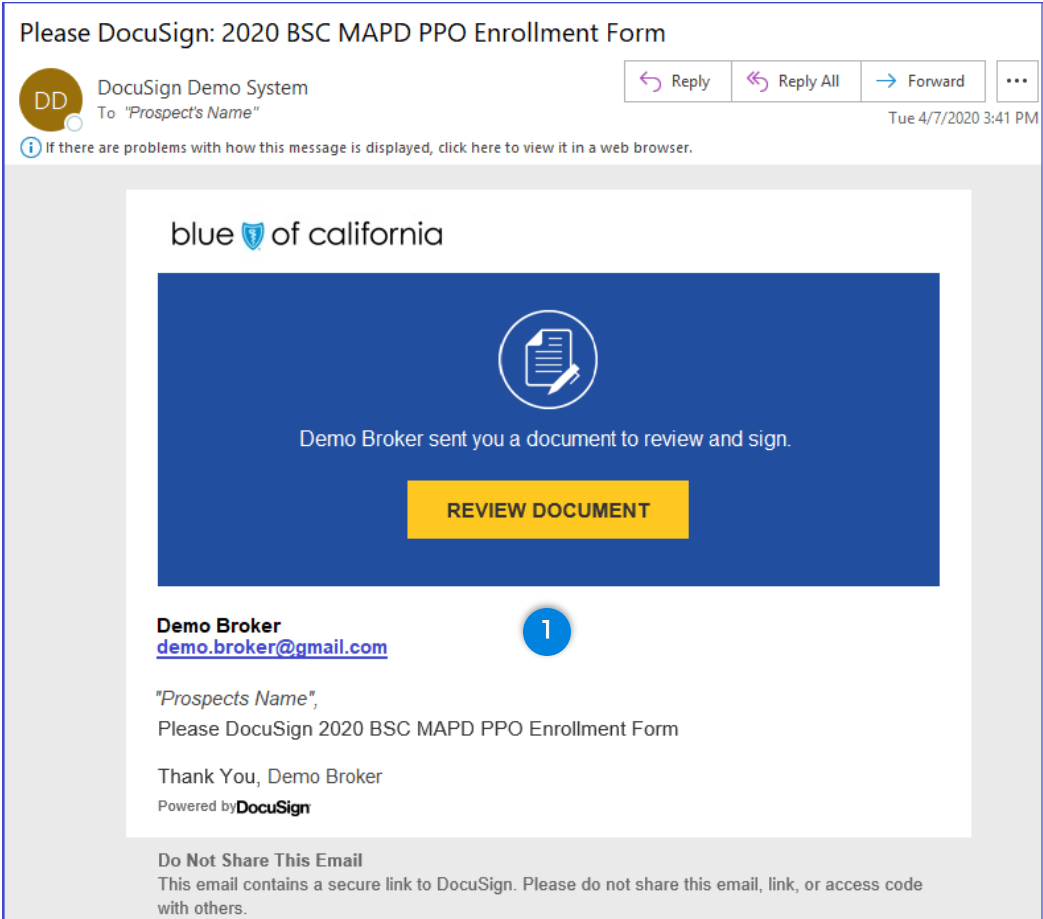 Please DocuSign: 2020 BSC MAPD PPO Enrollment Form
DD
DocuSign Demo System
To "Prospect's Name"
Reply
Reply All
Forward
Tue 4/7/2020 3:41 PM
If there are problems with how this message is displayed, click here to view it in a web browser.
blue of california
Demo Broker sent you a document to review and sign.
REVIEW DOCUMENT
Demo Broker
1
demo.broker@gmail.com
"Prospects Name",
Please DocuSign 2020 BSC MAPD PPO Enrollment Form
Thank You, Demo Broker
Powered by DocuSign
Do Not Share This Email
This email contains a secure link to DocuSign. Please do not share this email, link, or access code
with others.